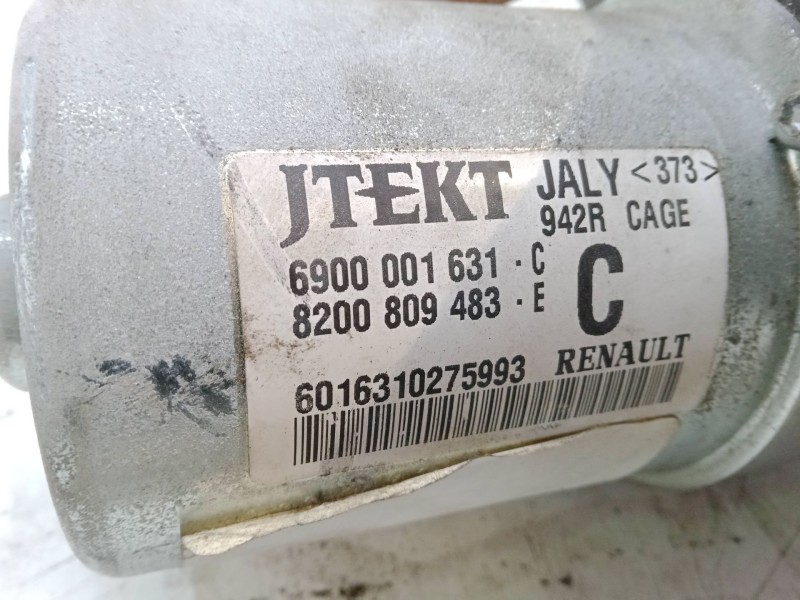 JTEKT JALY <373>
942R CAGE
6900 001 631 - C
8200 809 483 - E
C
RENAULT
6016310275993